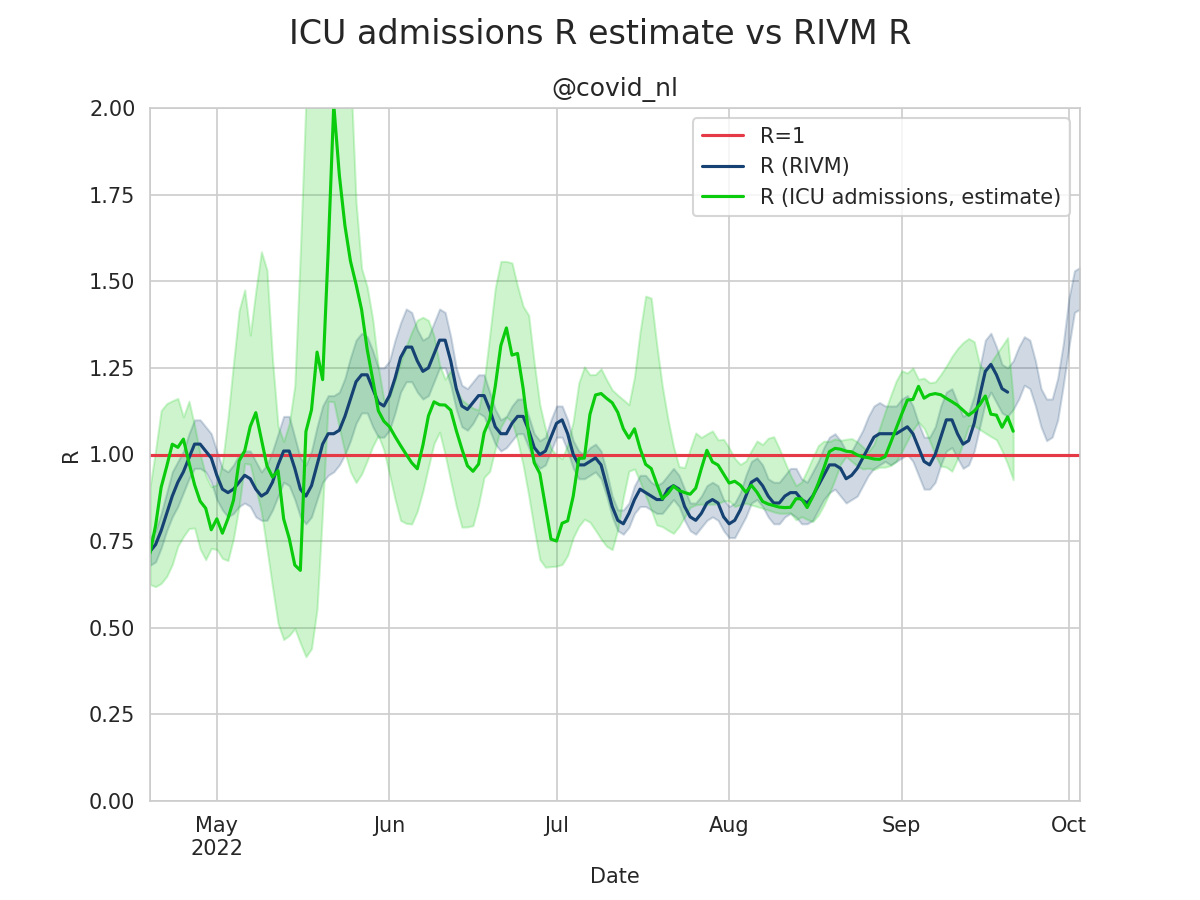 ICU admissions R estimate vs RIVM R
@covid_nl
R=1
R (RIVM)
R (ICU admissions, estimate)
2.00
1.75
1.50
1.25
1.00
0.75
0.50
0.25
0.00
R
May Jun Jul Aug Sep Oct
2022
Date